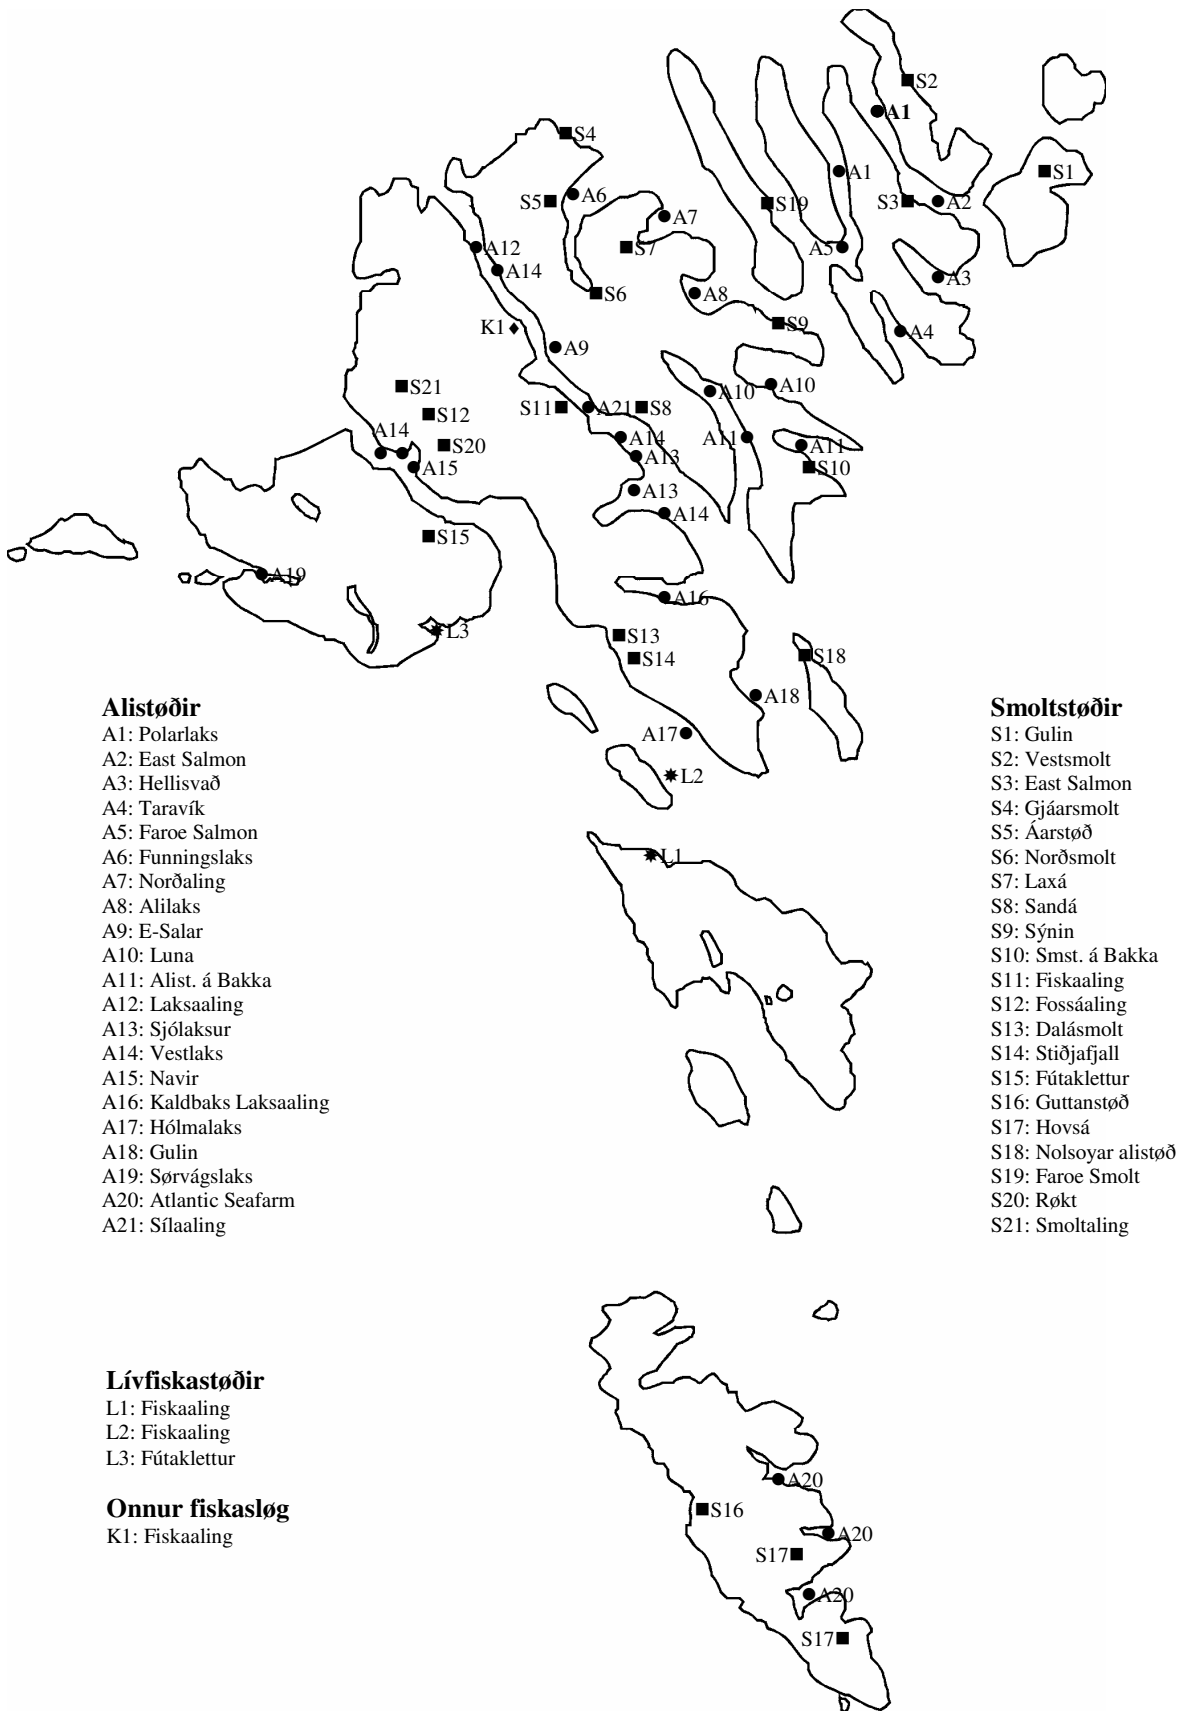 S2
A1
S4
A1
S1
S5
A6
S19
S3
A2
A7
A12
S7
A5
A14
A3
S6
A8
K1
S9
A4
A9
S21
A10
A10
S12
S11
A21
S8
A14
S20
A14
A11
A11
A15
A13
S10
A13
A14
S15
A19
A16
L3
S13
S14
S18
A18
A17
L2
L1
Alistøðir
A1: Polarlaks
A2: East Salmon
A3: Hellisvað
A4: Taravík
A5: Faroe Salmon
A6: Funningslaks
A7: Norðaling
A8: Alilaks
A9: E-Salar
A10: Luna
A11: Alist. á Bakka
A12: Laksaaling
A13: Sjólaksur
A14: Vestlaks
A15: Navir
A16: Kaldbaks Laksaaling
A17: Hólmalaks
A18: Gulin
A19: Sørvágslaks
A20: Atlantic Seafarm
A21: Sílaaling
Smoltstøðir
S1: Gulin
S2: Vestsmolt
S3: East Salmon
S4: Gjáarsmolt
S5: Áarstøð
S6: Norðsmolt
S7: Laxá
S8: Sandá
S9: Sýnin
S10: Smst. á Bakka
S11: Fiskaaling
S12: Fossáaling
S13: Dalásmolt
S14: Stiðjafjall
S15: Fútaklettur
S16: Guttanstøð
S17: Hovsá
S18: Nolsoyar alistøð
S19: Faroe Smolt
S20: Røkt
S21: Smoltaling
Lívfiskastøðir
L1: Fiskaaling
L2: Fiskaaling
L3: Fútaklettur
Onnur fiskasløg
K1: Fiskaaling
A20
S16
A20
S17
A20
S17